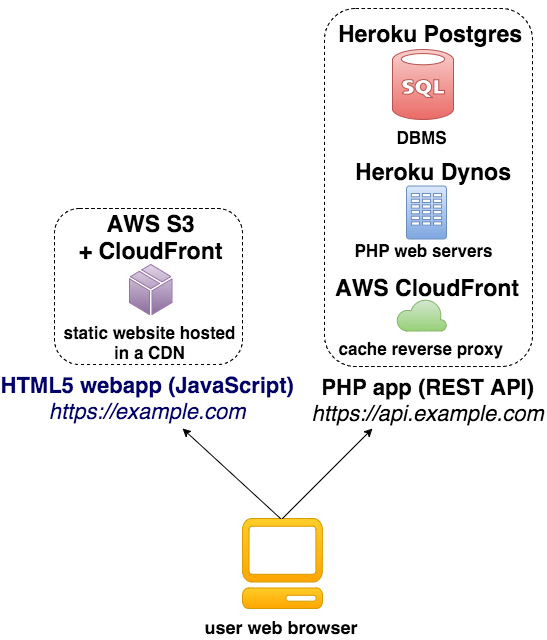 Heroku Postgres
SQL
DBMS
Heroku Dynos
PHP web servers
AWS CloudFront
cache reverse proxy
PHP app (REST API)
https://api.example.com
AWS S3
+ CloudFront
static website hosted
in a CDN
HTML5 webapp (JavaScript)
https://example.com
user web browser